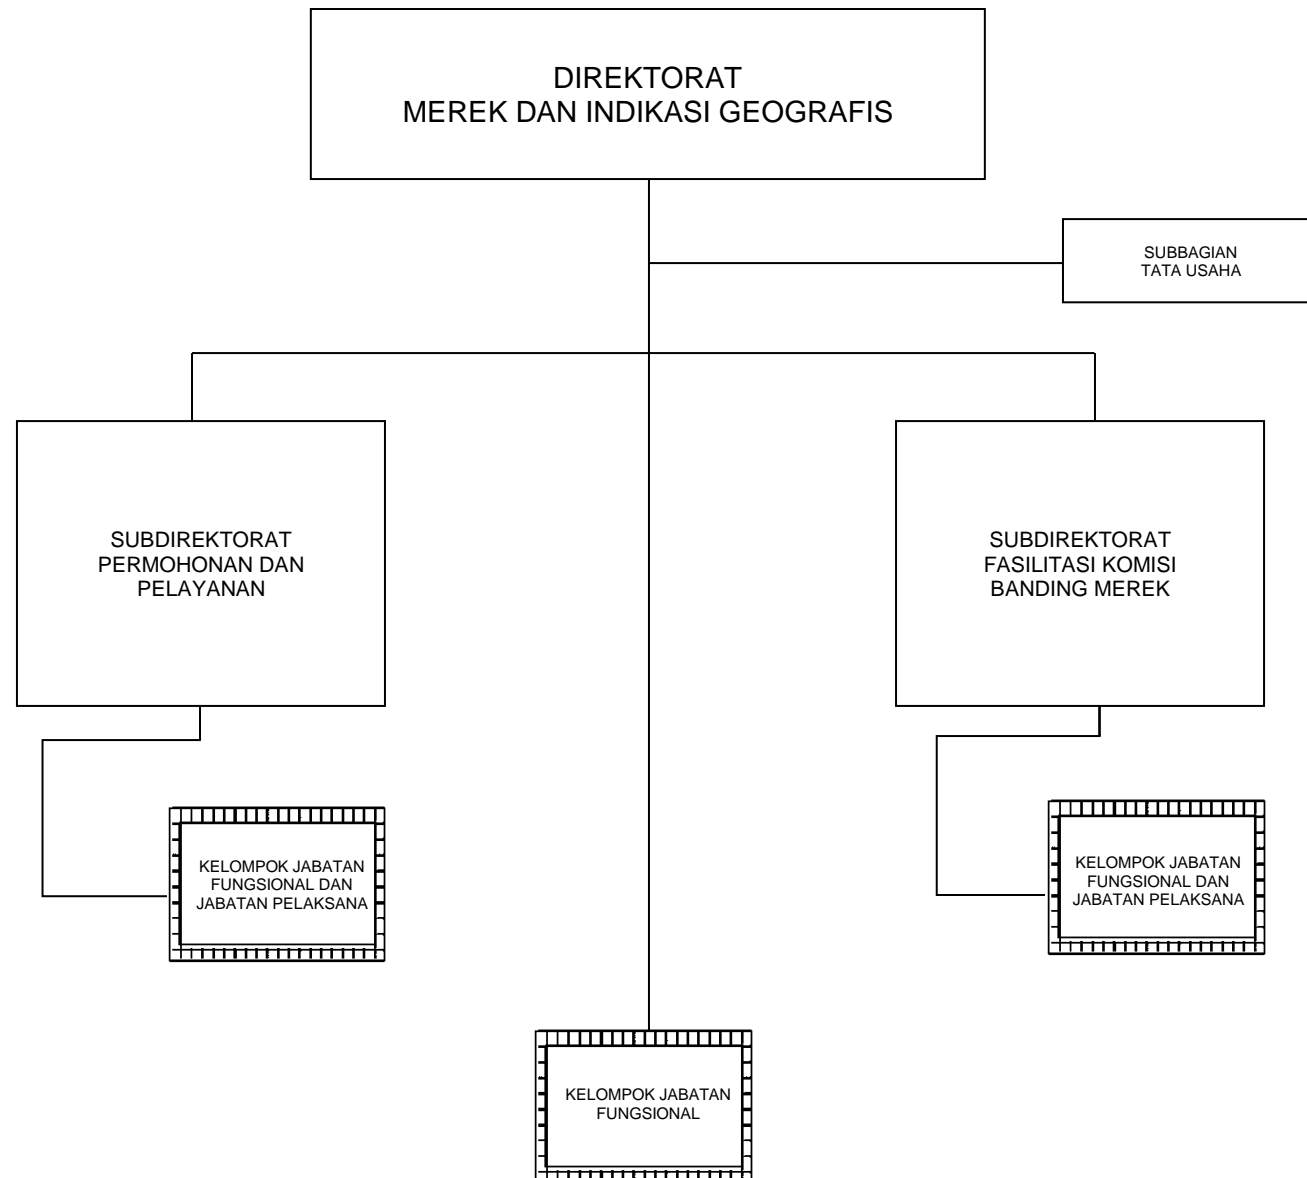 DIREKTORAT
MEREK DAN INDIKASI GEOGRAFIS
SUBBAGIAN
TATA USAHA
SUBDIREKTORAT
PERMOHONAN DAN
PELAYANAN
SUBDIREKTORAT
FASILITASI KOMISI
BANDING MEREK
KELOMPOK JABATAN
FUNGSIONAL DAN
JABATAN PELAKSANA
KELOMPOK JABATAN
FUNGSIONAL DAN
JABATAN PELAKSANA
KELOMPOK JABATAN
FUNGSIONAL